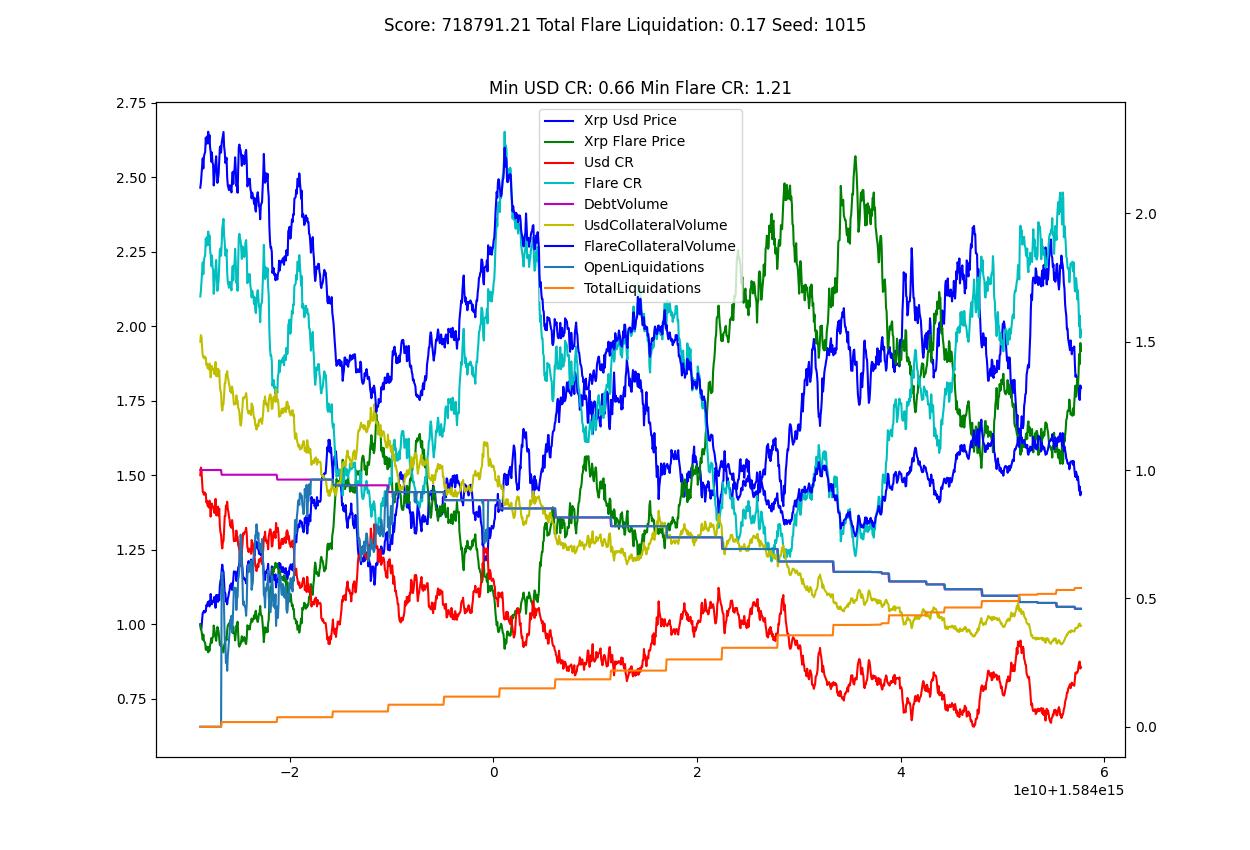 Score: 718791.21 Total Flare Liquidation: 0.17 Seed: 1015
Min USD CR: 0.66 Min Flare CR: 1.21
2.75
2.50
2.25
2.00
1.75
1.50
1.25
1.00
0.75
Xrp Usd Price
Xrp Flare Price
Usd CR
Flare CR
DebtVolume
UsdCollateralVolume
FlareCollateralVolume
OpenLiquidations
TotalLiquidations
2.0
1.5
1.0
0.5
0.0
−2
0
2
4
6
1e10+1.584e15